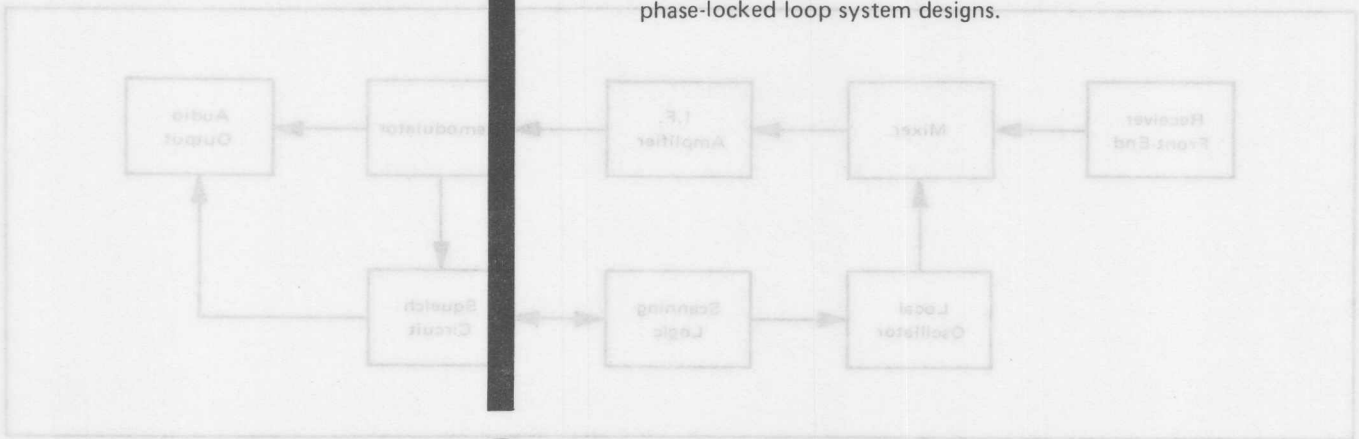 phase-locked loop system designs.
Audio
Output
emodulator
I.F.
Amplifier
Mixer
Receiver
Front End
Squelch
Circuit
Scanning
Logic
Local
Oscillator